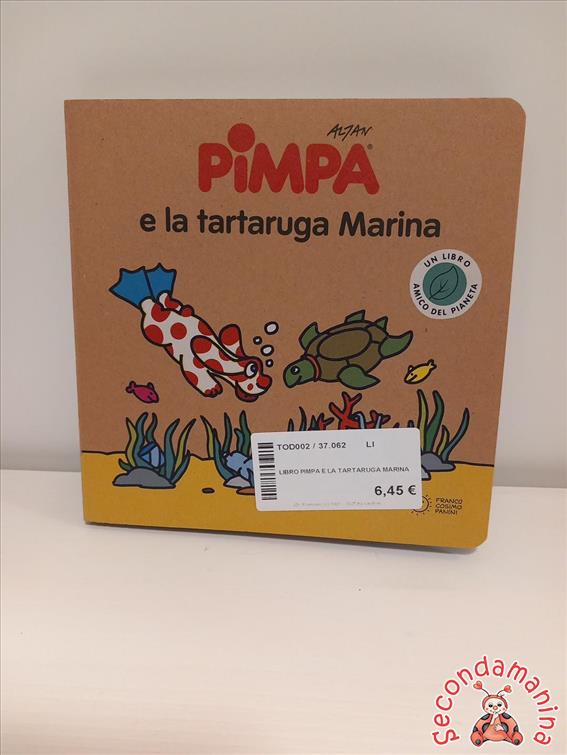 ALTAN
PiMPA®
e la tartaruga Marina
UN LIBRO
AMICO DEL PIANETA
TOD002 / 37.062 LI
LIBRO PIMPA E LA TARTARUGA MARINA
6,45 €
FRANCO
COSIMO
PANINI
Secondamanina